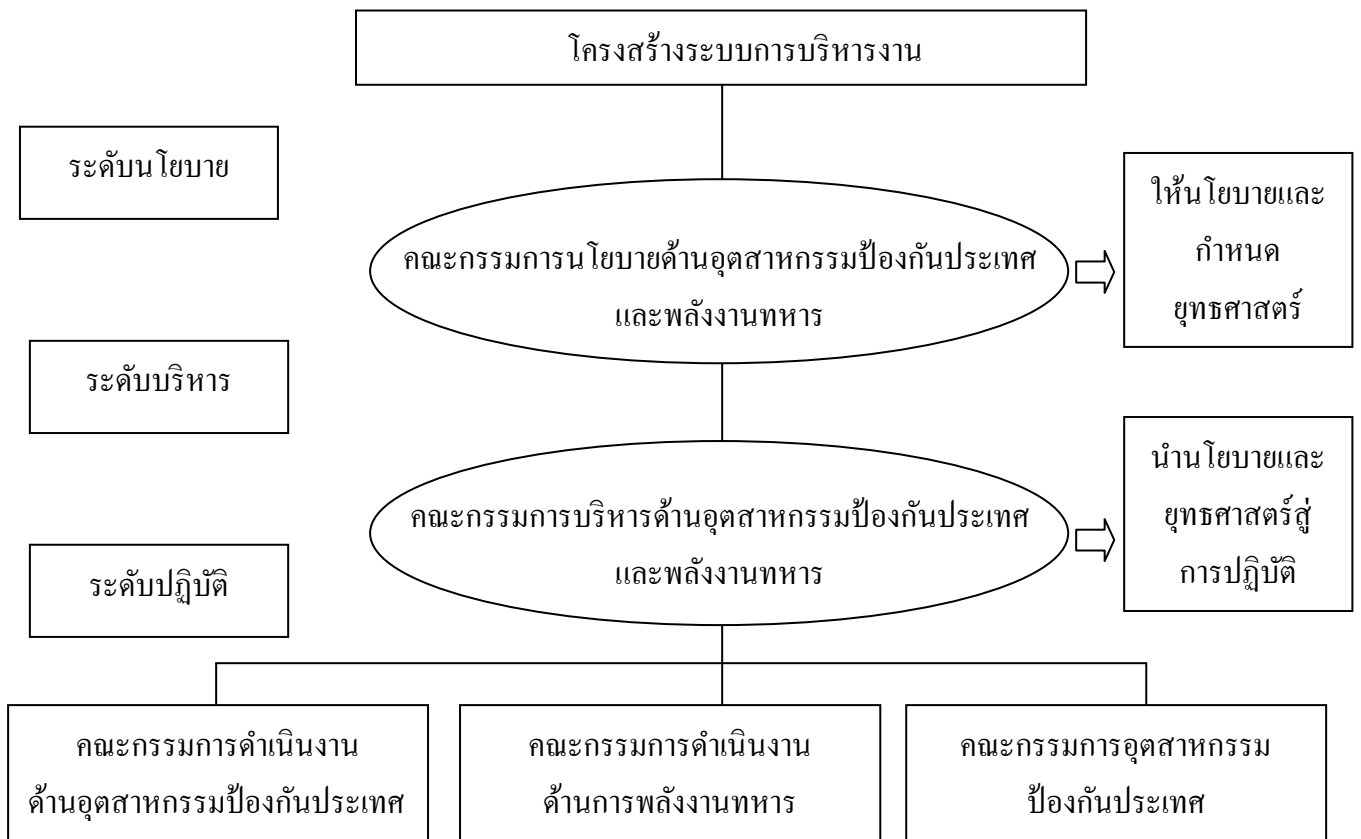 โครงสร้างระบบการบริหารงาน
ระดับนโยบาย
คณะกรรมการนโยบายด้านอุตสาหกรรมป้องกันประเทศ
และพลังงานทหาร
ให้นโยบายและ
กำหนด
ยุทธศาสตร์
ระดับบริหาร
คณะกรรมการบริหารด้านอุตสาหกรรมป้องกันประเทศ
และพลังงานทหาร
นำนโยบายและ
ยุทธศาสตร์สู่
การปฏิบัติ
ระดับปฏิบัติ
คณะกรรมการดำเนินงาน
ด้านอุตสาหกรรมป้องกันประเทศ
คณะกรรมการดำเนินงาน
ด้านการพลังงานทหาร
คณะกรรมการอุตสาหกรรม
ป้องกันประเทศ